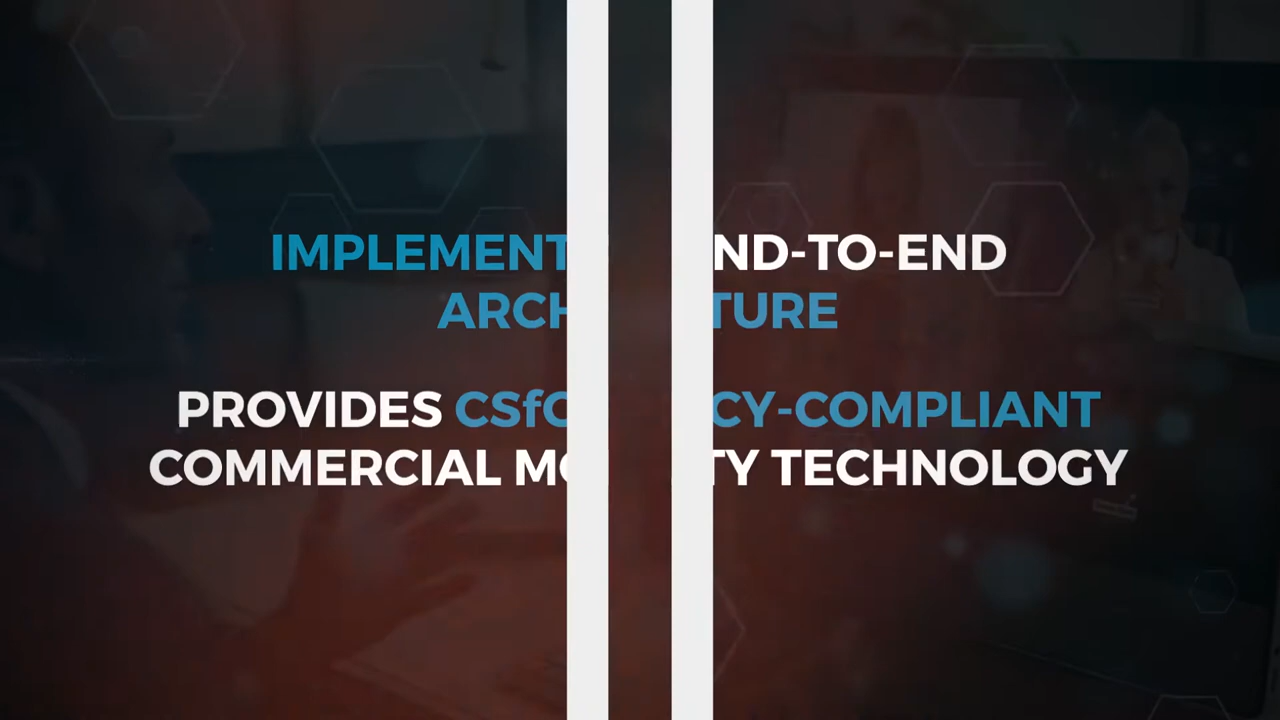 IMPLEMENT ND-TO-END
ARCH TURE
PROVIDES CSfC CY-COMPLIANT
COMMERCIAL MO TY TECHNOLOGY